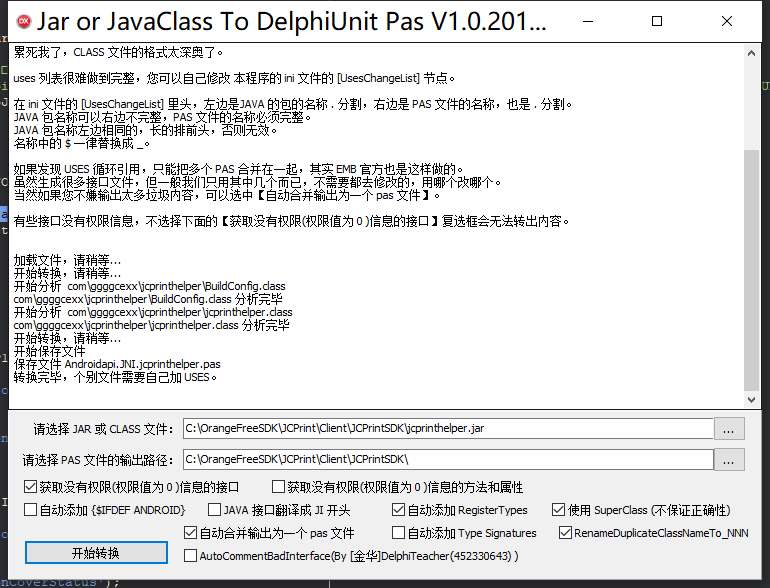 Jar or JavaClass To DelphiUnit Pas V1.0.201...
累死我了，CLASS 文件的格式太深奥了。
uses 列表很难做到完整，您可以自己修改 本程序的 ini 文件的 [UsesChangeList] 节点。
在 ini 文件的 [UsesChangeList] 里头，左边是JAVA 的包的名称 . 分割，右边是 PAS 文件的名称，也是 . 分割。
JAVA 包名称可以右边不完整，PAS 文件的名称必须完整。
JAVA 包名称左边相同的，长的排前头，否则无效。
名称中的 $ 一律替换成 _。
如果发现 USES 循环引用，只能把多个 PAS 合并在一起，其实 EMB 官方也是这样做的。
虽然生成很多接口文件，但一般我们只用其中几个而已，不需要都去修改的，用哪个改哪个。
当然如果您不嫌输出太多垃圾内容，可以选中【自动合并输出为一个 pas 文件】。
有些接口没有权限信息，不选择下面的【获取没有权限(权限值为 0 )信息的接口】复选框会无法转出内容。
加载文件，请稍等...
开始转换，请稍等...
开始分析  com\ggggcexx\jcprinthelper\BuildConfig.class
com\ggggcexx\jcprinthelper\BuildConfig.class 分析完毕
开始分析  com\ggggcexx\jcprinthelper\jcprinthelper.class
com\ggggcexx\jcprinthelper\jcprinthelper.class 分析完毕
开始转换，请稍等...
开始保存文件
保存文件 Androidapi.JNI.jcprinthelper.pas
转换完毕，个别文件需要自己加 USES。
请选择 JAR 或 CLASS 文件： C:\OrangeFreeSDK\JCPrint\Client\JCPrintSDK\jcprinthelper.jar ...
请选择 PAS 文件的输出路径： C:\OrangeFreeSDK\JCPrint\Client\JCPrintSDK\ ...
获取没有权限(权限值为 0 )信息的接口 获取没有权限(权限值为 0 )信息的方法和属性
自动添加 {$IFDEF ANDROID} JAVA 接口翻译成 JI 开头 自动添加 RegisterTypes 使用 SuperClass (不保证正确性)
自动合并输出为一个 pas 文件 自动添加 Type Signatures RenameDuplicateClassNameTo_NNN
开始转换 AutoCommentBadInterface(By [金华]DelphiTeacher(452330643) )